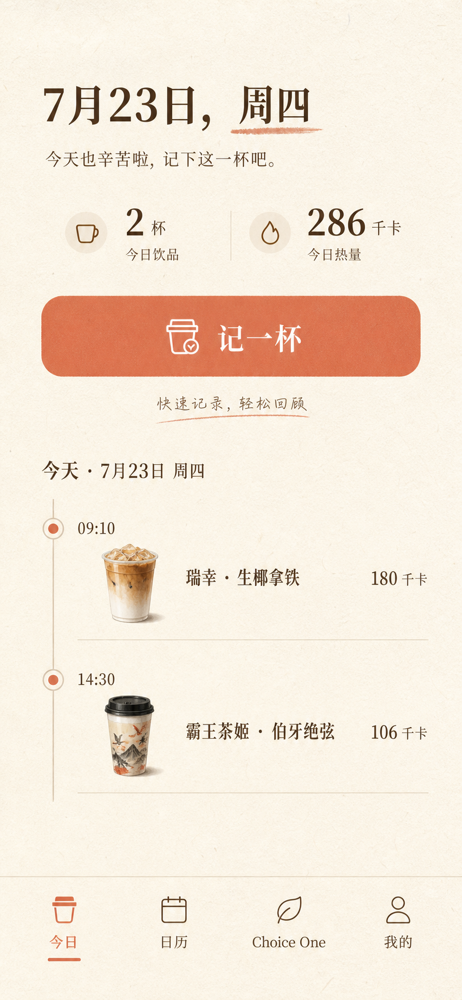 7月23日，周四
今天也辛苦啦, 记下这一杯吧。
2 杯
今日饮品
286 千卡
今日热量
记一杯
快速记录, 轻松回顾
今天 · 7月23日 周四
09:10
瑞幸 · 生椰拿铁 180 千卡
14:30
霸王茶姬 · 伯牙绝弦 106 千卡
今日 日历 Choice One 我的